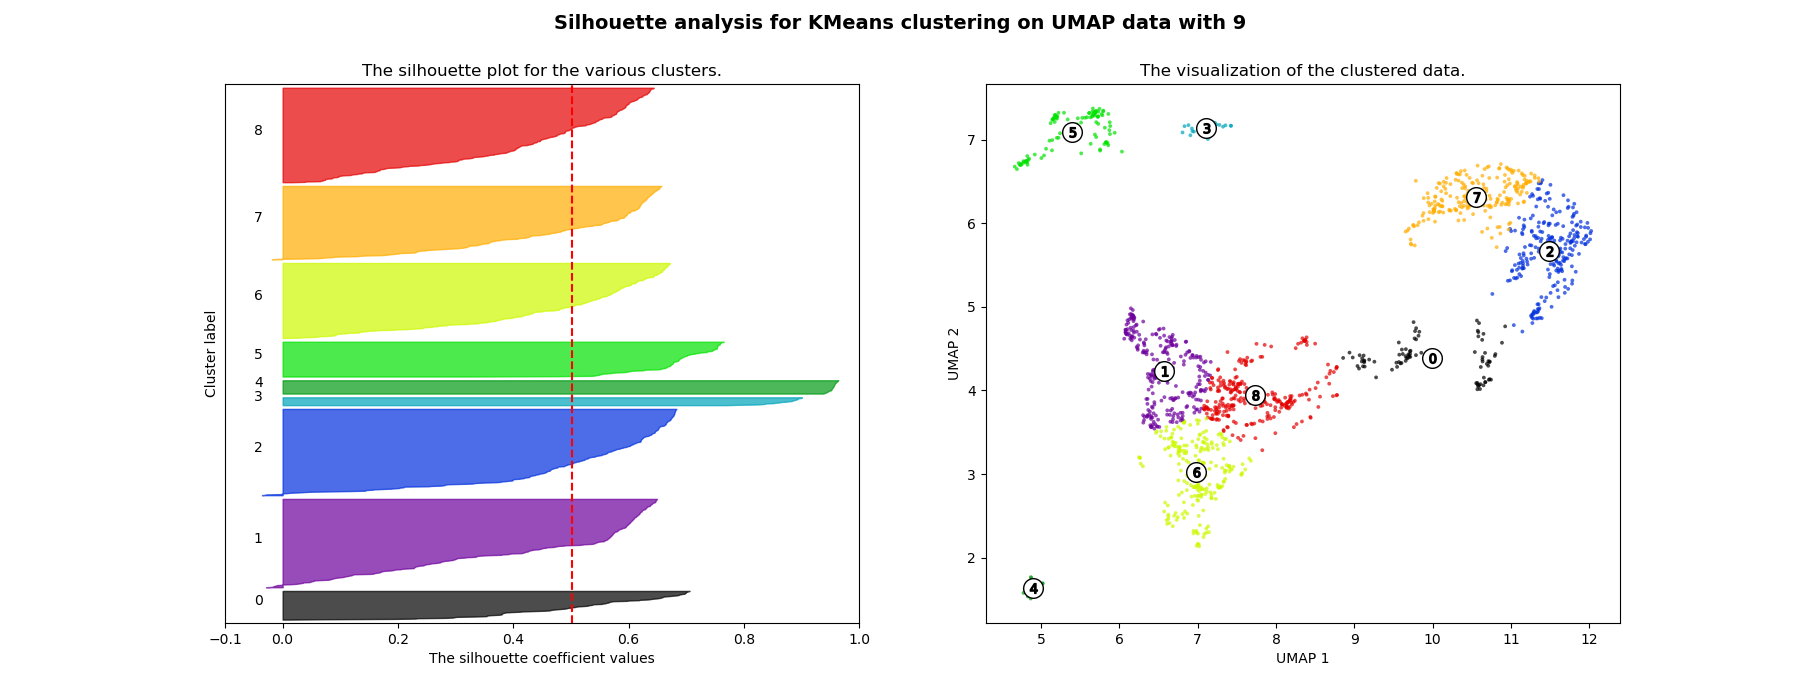 Silhouette analysis for KMeans clustering on UMAP data with 9
The silhouette plot for the various clusters.
Cluster label
8
7
6
5
4
3
2
1
0
−0.1 0.0 0.2 0.4 0.6 0.8 1.0
The silhouette coefficient values
The visualization of the clustered data.
UMAP 2
7
6
5
4
3
2
5
3
7
2
0
1
8
6
4
5 6 7 8 9 10 11 12
UMAP 1